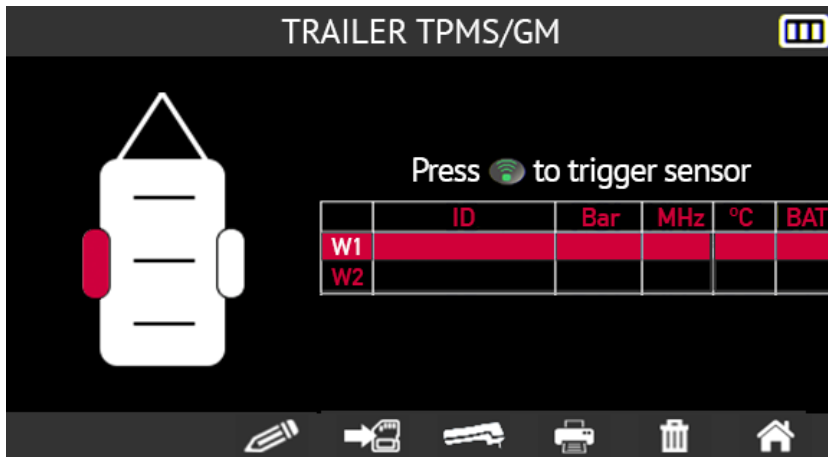 TRAILER TPMS/GM
Press to trigger sensor
ID Bar MHz °C BAT
W1
W2